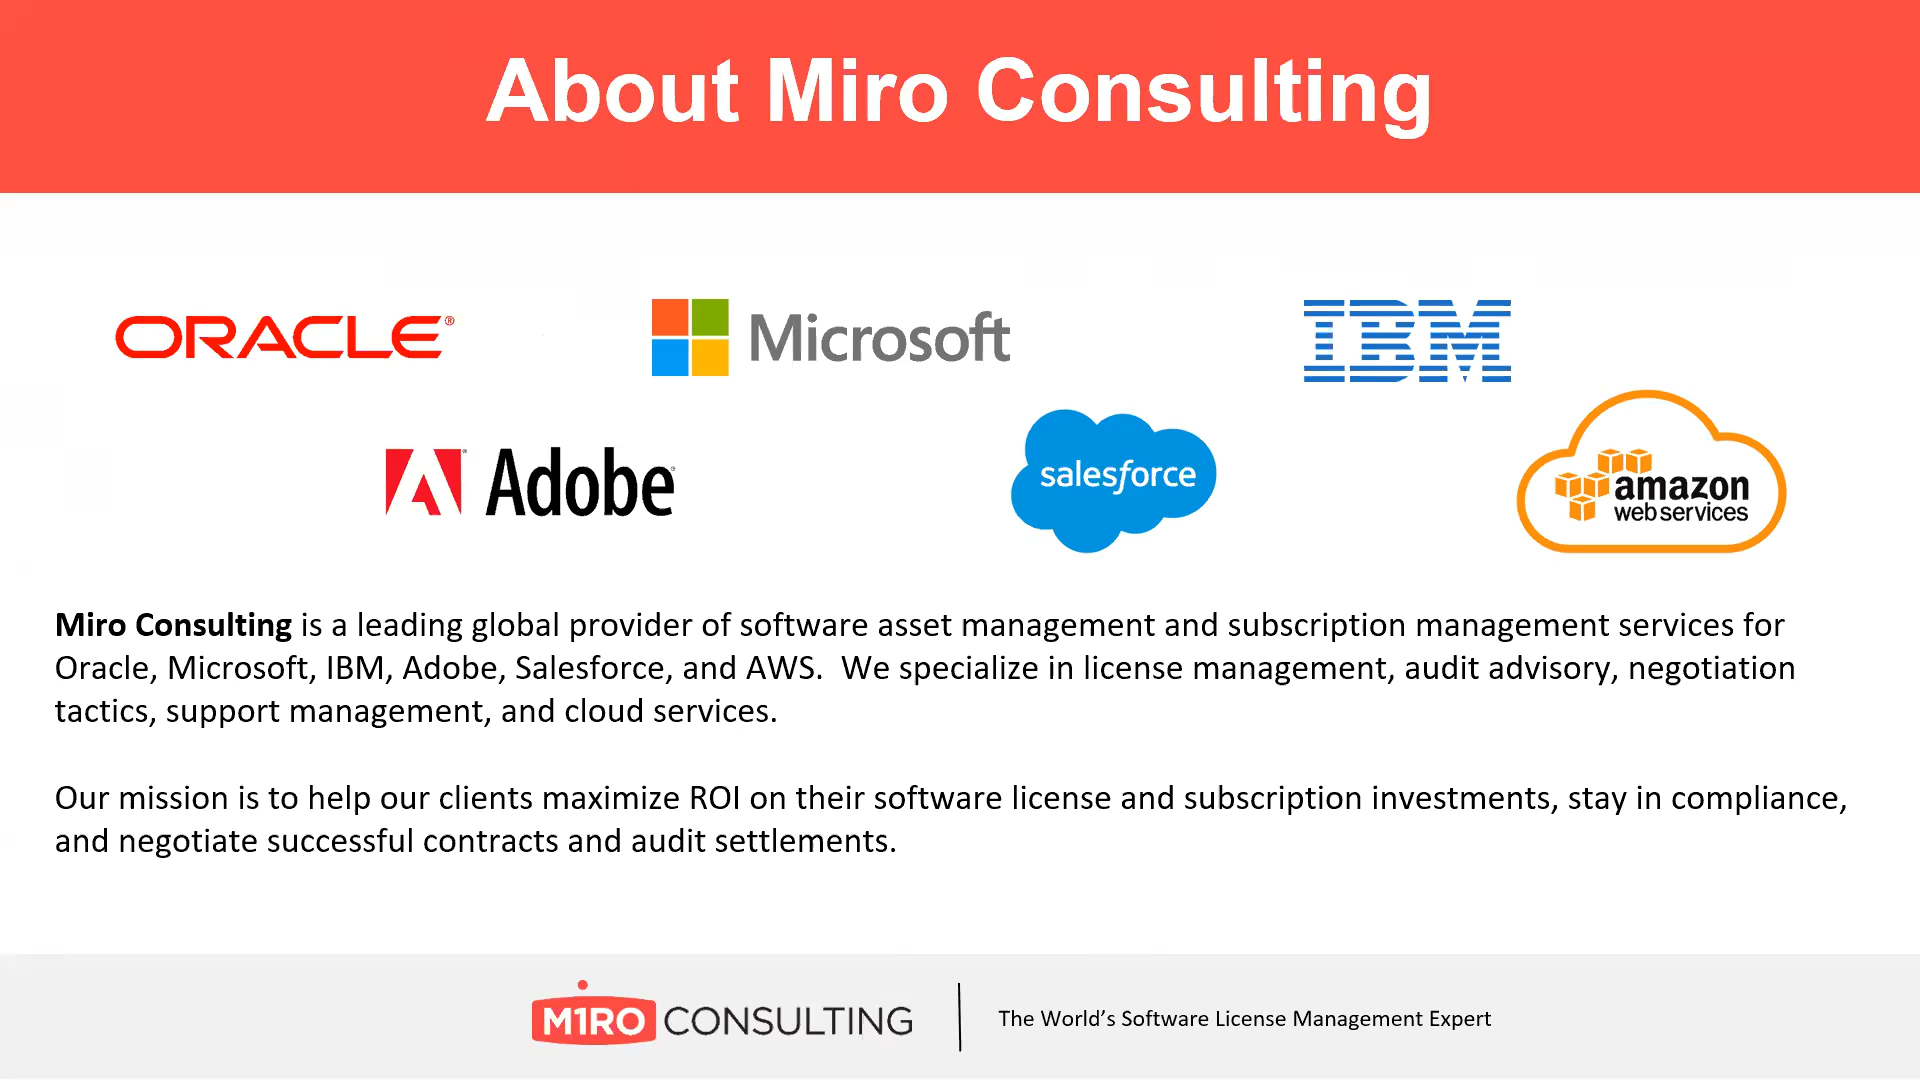 About Miro Consulting
ORACLE®
Microsoft
IBM
Adobe
salesforce
amazon
web services
Miro Consulting is a leading global provider of software asset management and subscription management services for
Oracle, Microsoft, IBM, Adobe, Salesforce, and AWS.  We specialize in license management, audit advisory, negotiation
tactics, support management, and cloud services.
Our mission is to help our clients maximize ROI on their software license and subscription investments, stay in compliance,
and negotiate successful contracts and audit settlements.
M1RO CONSULTING
The World’s Software License Management Expert